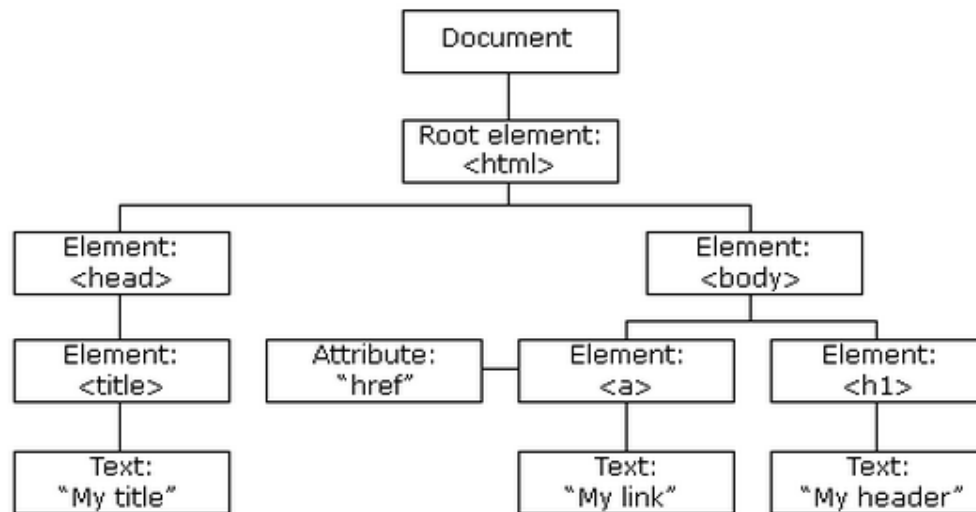 Document
Root element:
<html>
Element:
<head>
Element:
<body>
Element:
<title>
Attribute:
“href”
Element:
<a>
Element:
<h1>
Text:
“My title”
Text:
“My link”
Text:
“My header”